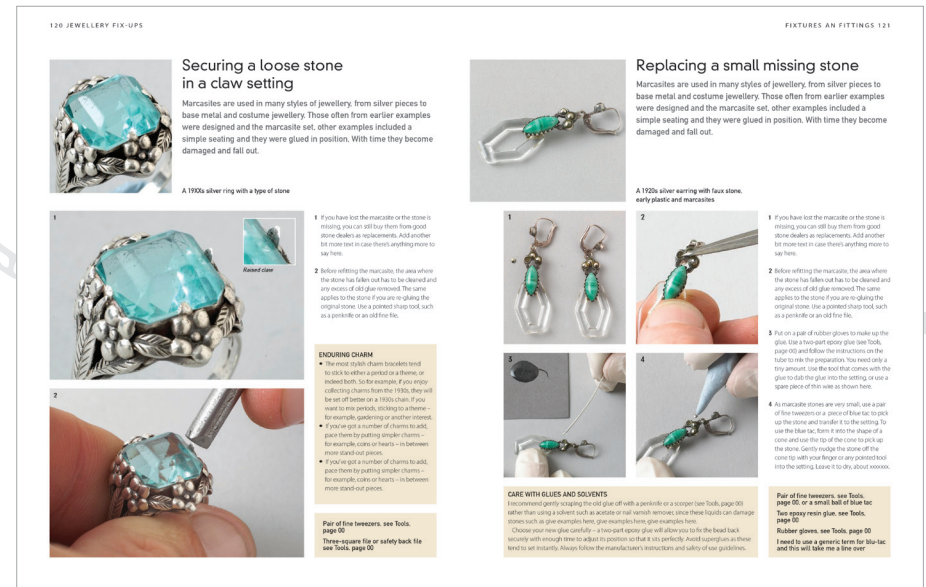 120 JEWELLERY FIX-UPS
Securing a loose stone
in a claw setting
Marcasites are used in many styles of jewellery, from silver pieces to
base metal and costume jewellery. Those often from earlier examples
were designed and the marcasite set, other examples included a
simple seating and they were glued in position. With time they become
damaged and fall out.
A 19XXs silver ring with a type of stone
1
Raised claw
1 If you have lost the marcasite or the stone is
missing, you can still buy them from good
stone dealers as replacements. Add another
bit more text in case there's anything more to
say here.
2 Before refitting the marcasite, the area where
the stone has fallen out has to be cleaned and
any excess of old glue removed. The same
applies to the stone if you are re-gluing the
original stone. Use a pointed sharp tool, such
as a penknife or an old fine file.
2
ENDURING CHARM
• The most stylish charm bracelets tend
to stick to either a period or a theme, or
indeed both. So for example, if you enjoy
collecting charms from the 1930s, they will
be set off better on a 1930s chain. If you
want to mix periods, sticking to a theme –
for example, gardening or another interest.
• If you've got a number of charms to add,
pace them by putting simpler charms –
for example, coins or hearts – in between
more stand-out pieces.
• If you've got a number of charms to add,
pace them by putting simpler charms –
for example, coins or hearts – in between
more stand-out pieces.
Pair of fine tweezers, see Tools,
page 00
Three-square file or safety back file
see Tools, page 00
FIXTURES AN FITTINGS 121
Replacing a small missing stone
Marcasites are used in many styles of jewellery, from silver pieces to
base metal and costume jewellery. Those often from earlier examples
were designed and the marcasite set, other examples included a
simple seating and they were glued in position. With time they become
damaged and fall out.
A 1920s silver earring with faux stone,
early plastic and marcasites
1
2
3
4
1 If you have lost the marcasite or the stone is
missing, you can still buy them from good
stone dealers as replacements. Add another
bit more text in case there's anything more to
say here.
2 Before refitting the marcasite, the area where
the stone has fallen out has to be cleaned and
any excess of old glue removed. The same
applies to the stone if you are re-gluing the
original stone. Use a pointed sharp tool, such
as a penknife or an old fine file.
3 Put on a pair of rubber gloves to make up the
glue. Use a two-part epoxy glue (see Tools,
page 00) and follow the instructions on the
tube to mix the preparation. You need only a
tiny amount. Use the tool that comes with the
glue to dab the glue into the setting, or use a
spare piece of thin wire as shown here.
4 As marcasite stones are very small, use a pair
of fine tweezers or a piece of blue tac to pick
up the stone and transfer it to the setting. To
use the blue tac, form it into the shape of a
cone and use the tip of the cone to pick up
the stone. Gently nudge the stone off the
cone tip with your finger or any pointed tool
into the setting. Leave it to dry, about xxxxxx.
CARE WITH GLUES AND SOLVENTS
I recommend gently scraping the old glue off with a penknife or a scorper (see Tools, page 00)
rather than using a solvent such as acetate or nail varnish remover, since these liquids can damage
stones such as give examples here, give examples here, give examples here.
Choose your new glue carefully – a two-part epoxy glue will allow you to fix the bead back
securely with enough time to adjust its position so that it sits perfectly. Avoid superglues as these
tend to set instantly. Always follow the manufacturer's instructions and safety of use guidelines.
Pair of fine tweezers, see Tools,
page 00, or a small ball of blue tac
Two epoxy resin glue, see Tools,
page 00
Rubber gloves, see Tools, page 00
I need to use a generic term for blu-tac
and this will take me a line over